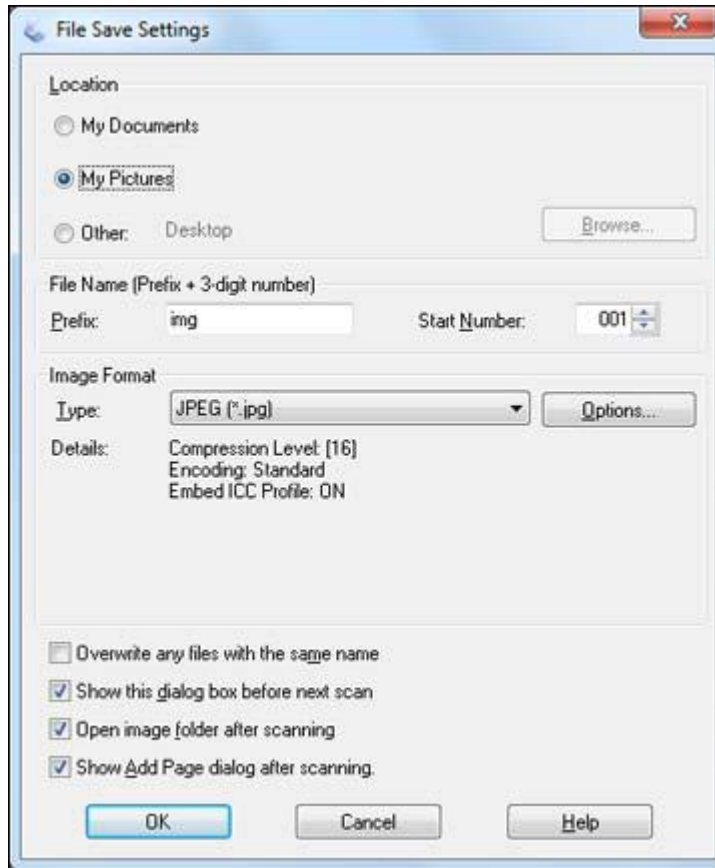 File Save Settings
Location
My Documents
My Pictures
Other: Desktop Browse...
File Name (Prefix + 3-digit number)
Prefix: img Start Number: 001
Image Format
Type: JPEG (*.jpg) Options...
Details: Compression Level: [16]
Encoding: Standard
Embed ICC Profile: ON
Overwrite any files with the same name
Show this dialog box before next scan
Open image folder after scanning
Show Add Page dialog after scanning.
OK Cancel Help